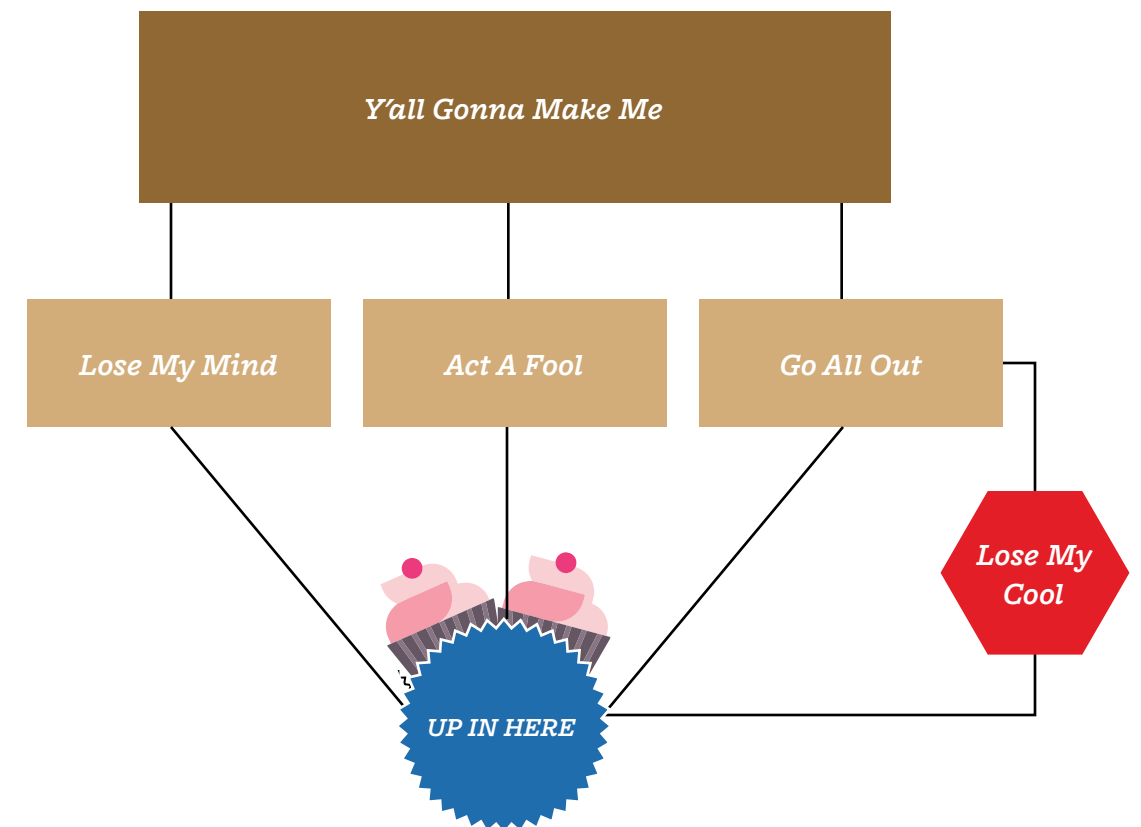 Y'all Gonna Make Me
Lose My Mind
Act A Fool
Go All Out
Lose My
Cool
UP IN HERE